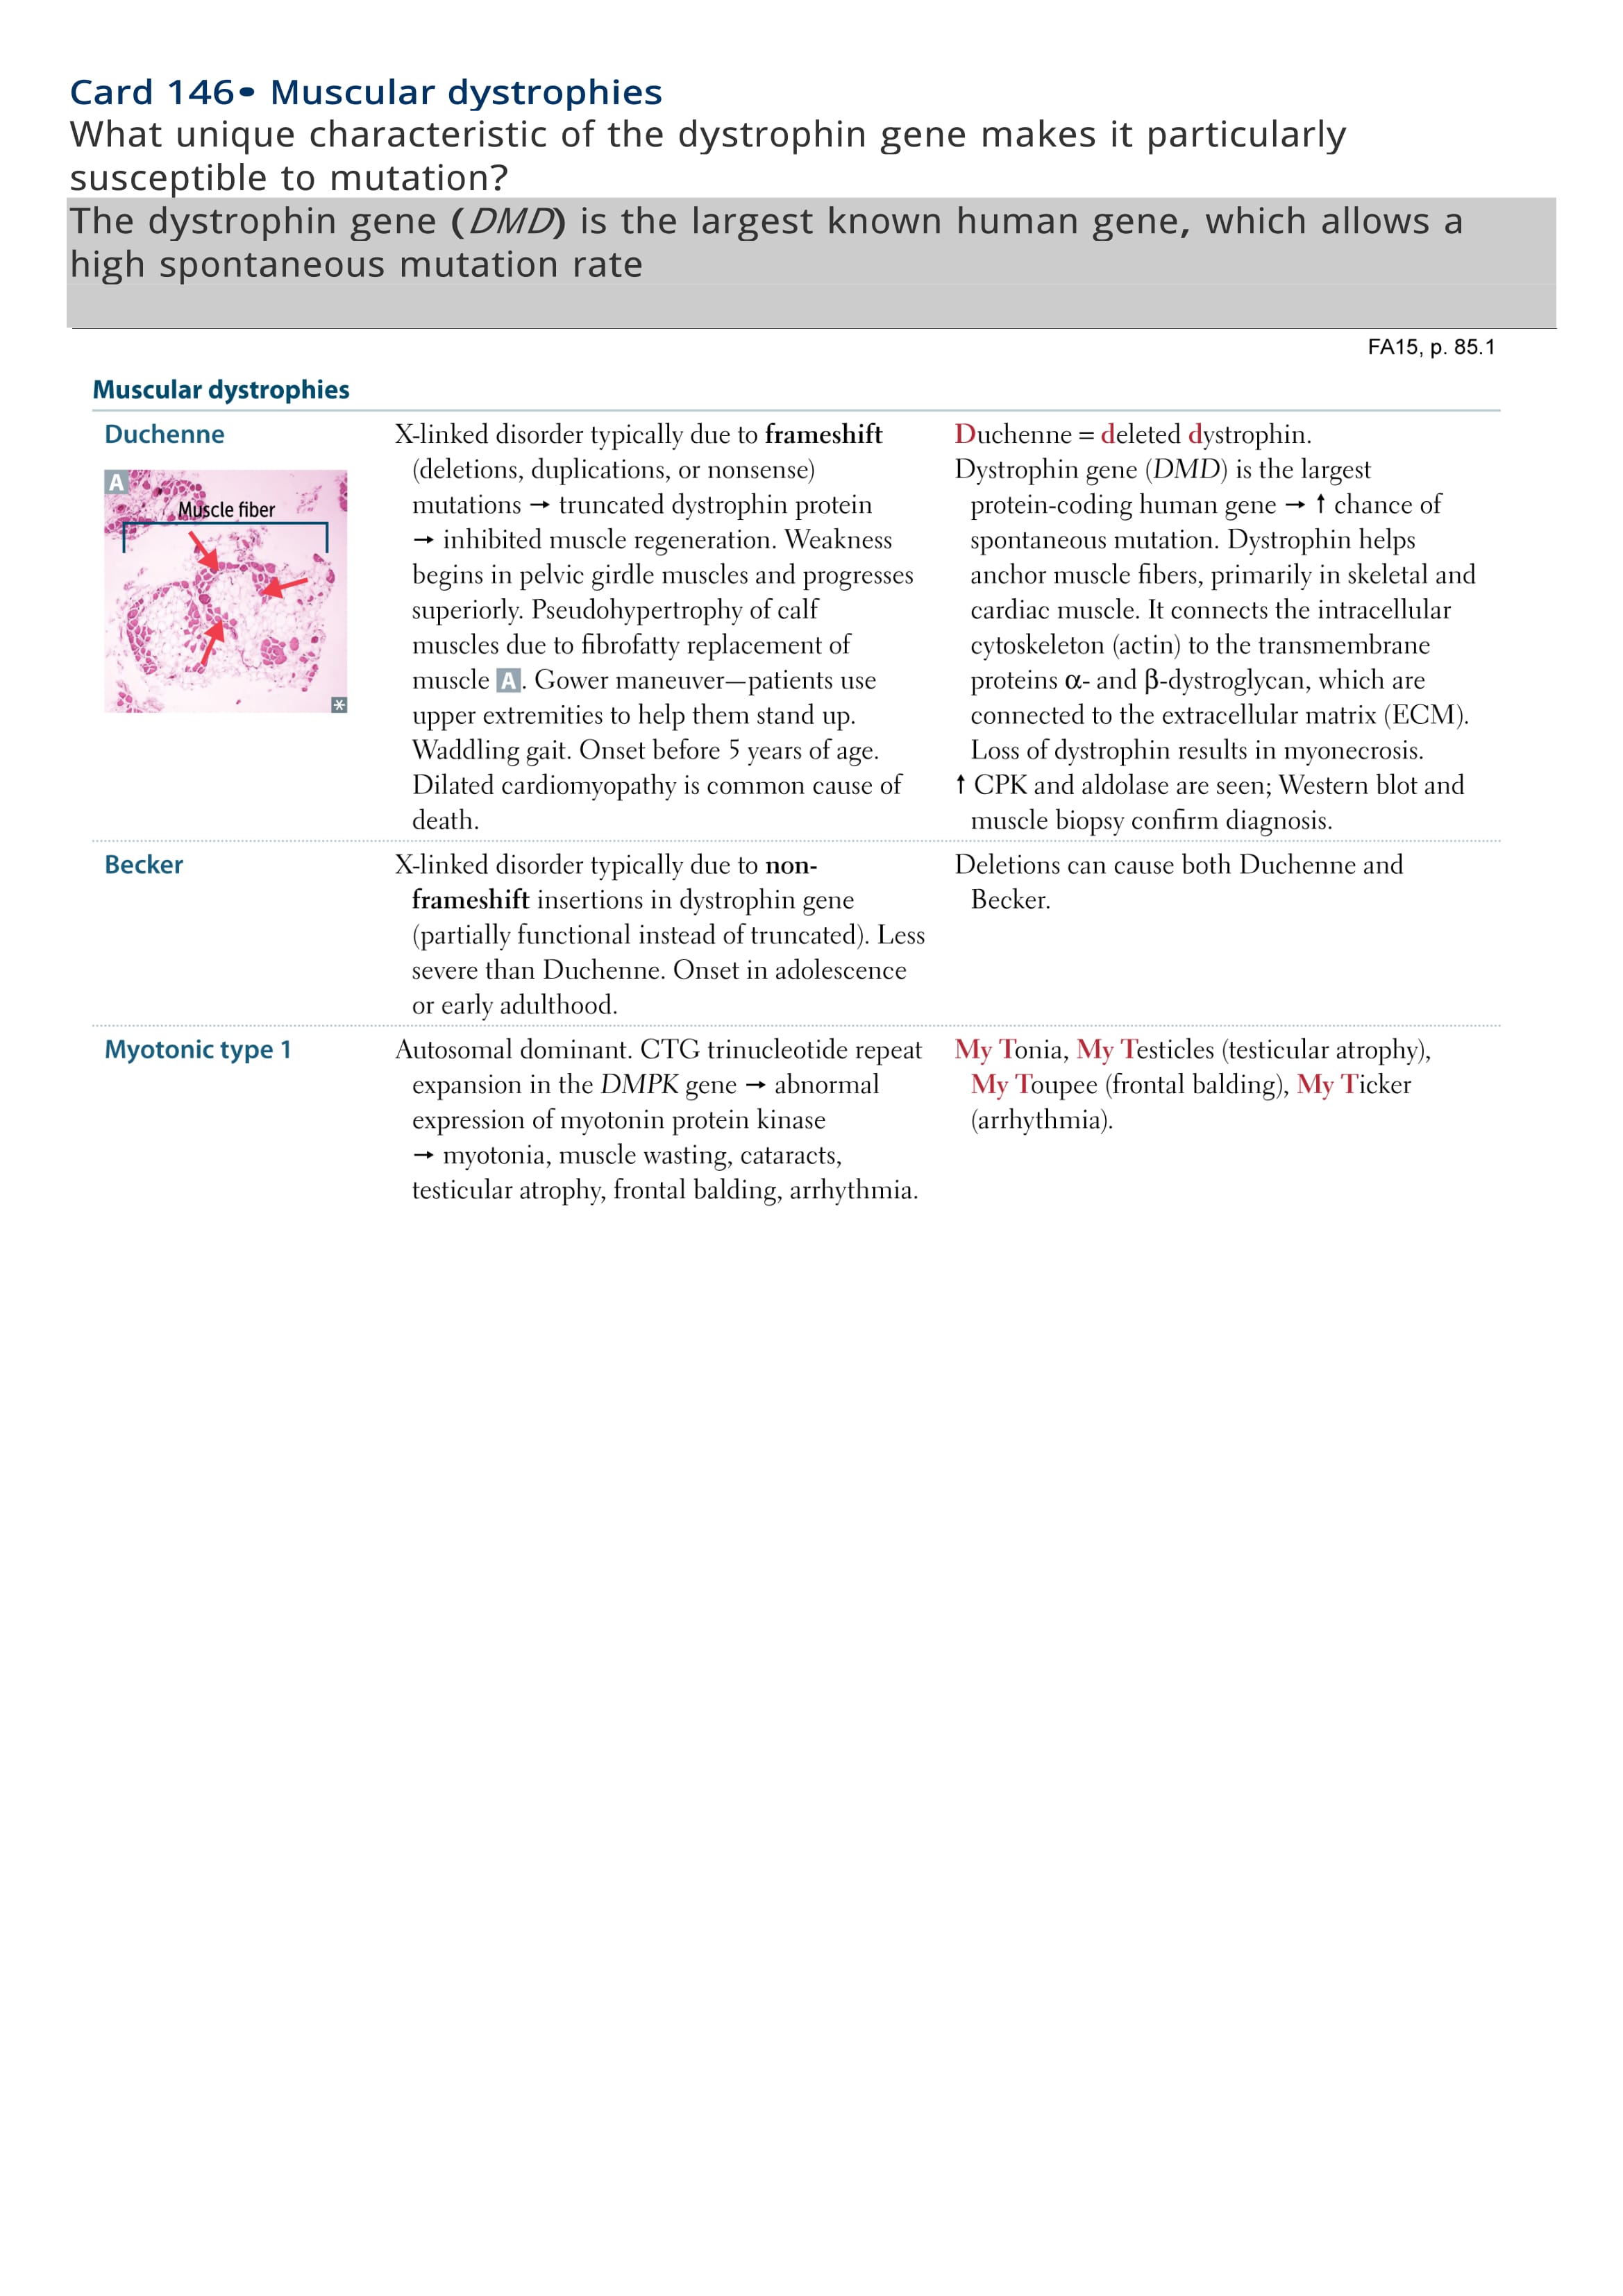 Card 146• Muscular dystrophies
What unique characteristic of the dystrophin gene makes it particularly
susceptible to mutation?
The dystrophin gene (DMD) is the largest known human gene, which allows a
high spontaneous mutation rate
FA15, p. 85.1
Muscular dystrophies
Duchenne
A
Muscle fiber
*
X-linked disorder typically due to frameshift
(deletions, duplications, or nonsense)
mutations → truncated dystrophin protein
→ inhibited muscle regeneration. Weakness
begins in pelvic girdle muscles and progresses
superiorly. Pseudohypertrophy of calf
muscles due to fibrofatty replacement of
muscle A. Gower maneuver—patients use
upper extremities to help them stand up.
Waddling gait. Onset before 5 years of age.
Dilated cardiomyopathy is common cause of
death.
Duchenne = deleted dystrophin.
Dystrophin gene (DMD) is the largest
protein-coding human gene → ↑ chance of
spontaneous mutation. Dystrophin helps
anchor muscle fibers, primarily in skeletal and
cardiac muscle. It connects the intracellular
cytoskeleton (actin) to the transmembrane
proteins α- and β-dystroglycan, which are
connected to the extracellular matrix (ECM).
Loss of dystrophin results in myonecrosis.
↑ CPK and aldolase are seen; Western blot and
muscle biopsy confirm diagnosis.
Becker
X-linked disorder typically due to non-
frameshift insertions in dystrophin gene
(partially functional instead of truncated). Less
severe than Duchenne. Onset in adolescence
or early adulthood.
Deletions can cause both Duchenne and
Becker.
Myotonic type 1
Autosomal dominant. CTG trinucleotide repeat
expansion in the DMPK gene → abnormal
expression of myotonin protein kinase
→ myotonia, muscle wasting, cataracts,
testicular atrophy, frontal balding, arrhythmia.
My Tonia, My Testicles (testicular atrophy),
My Toupee (frontal balding), My Ticker
(arrhythmia).